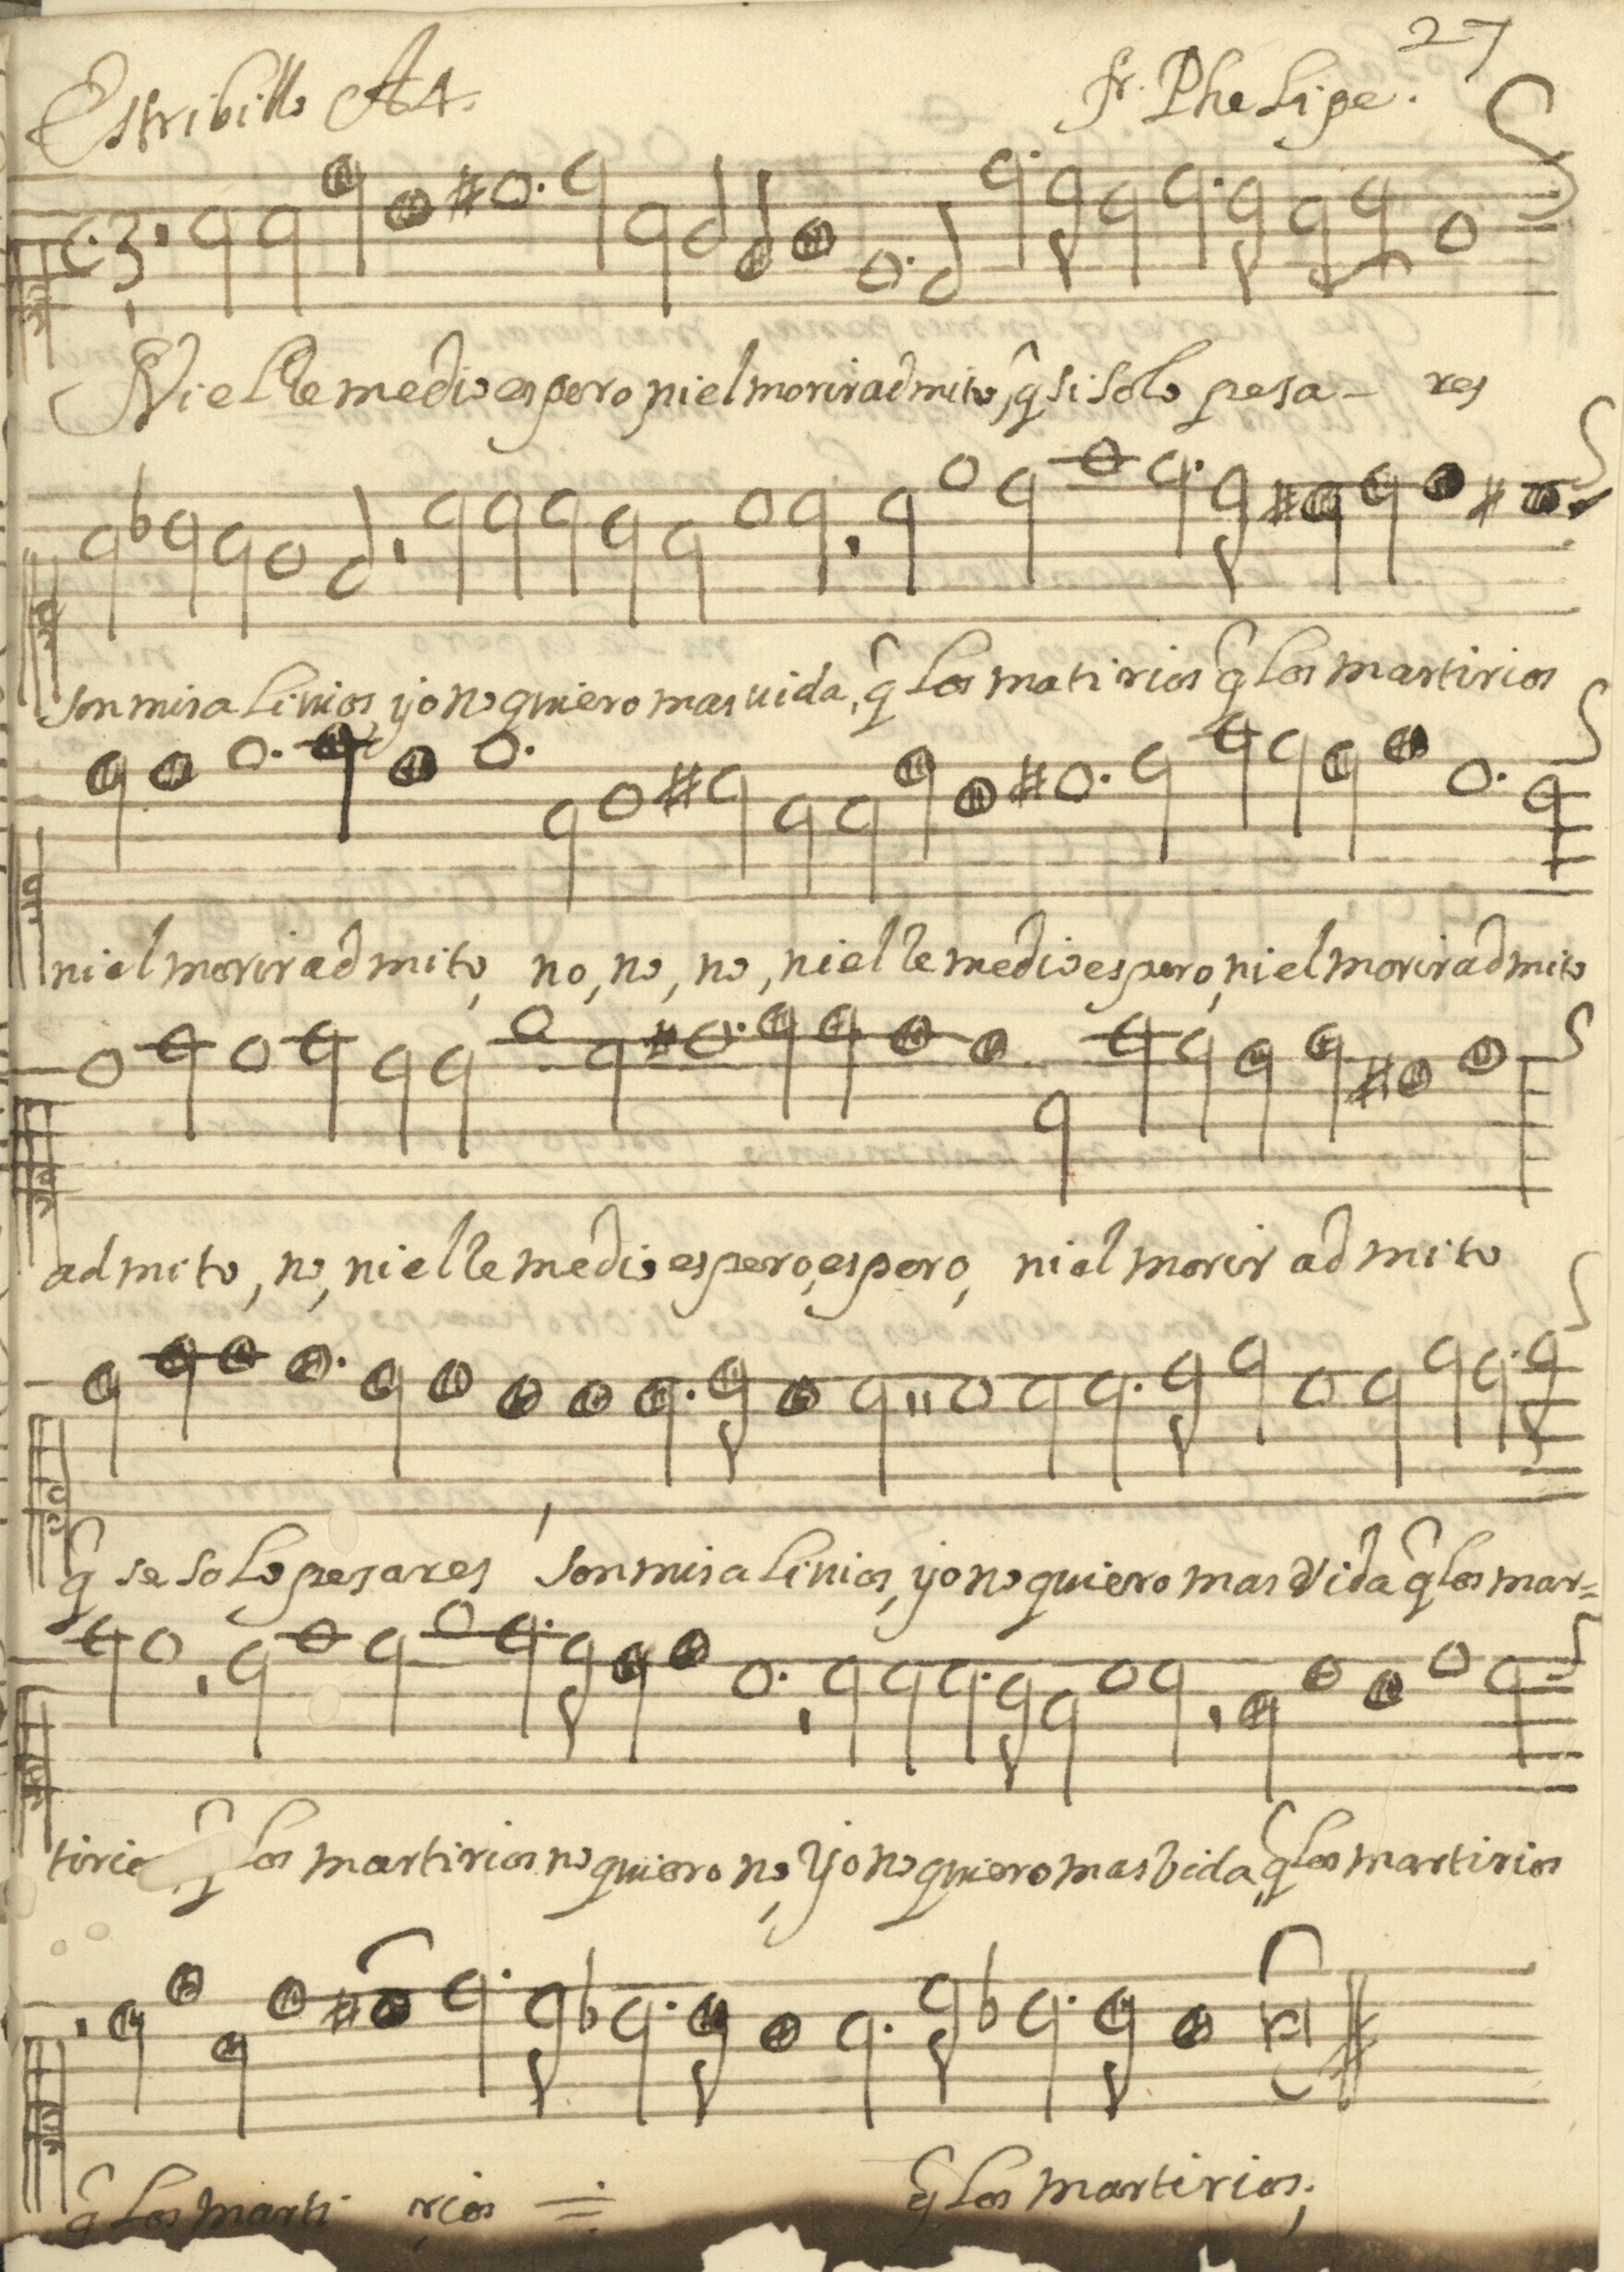 27
Estribillo A4. fr. Phelipe.
Ni el Remedio espero ni el morir admito, q̂ si solo pesa- res
son mis alivios, yo no quiero mas vida, q̂ los matirios q̂ los martirios
ni el morir admito, no, no, no, ni el Remedio espero, ni el morir admito
admito, no, ni el Remedio espero, espero, ni el morir admito
q̂ se solo pesares son mis alivios, yo no quiero mas vida q̂ los mar=
tirio los martirios no quiero no, yo no quiero mas vida, q̂ los martirios
q̂ los marti rios q̂ los martirios;